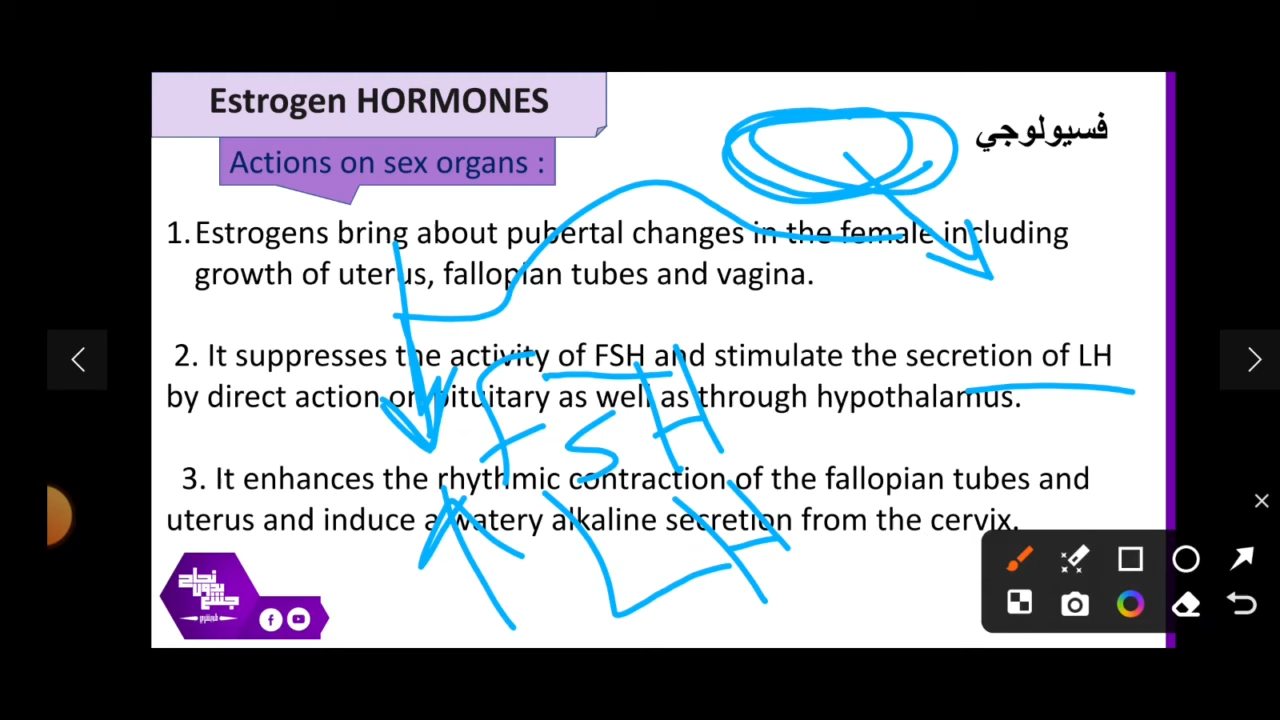 Estrogen HORMONES
فسيولوجي
Actions on sex organs :
1. Estrogens bring about pubertal changes in the female including
growth of uterus, fallopian tubes and vagina.
2. It suppresses the activity of FSH and stimulate the secretion of LH
by direct action on pituitary as well as through hypothalamus.
FSH
3. It enhances the rhythmic contraction of the fallopian tubes and
uterus and induce a watery alkaline secretion from the cervix.
LH
نجاح
بدون